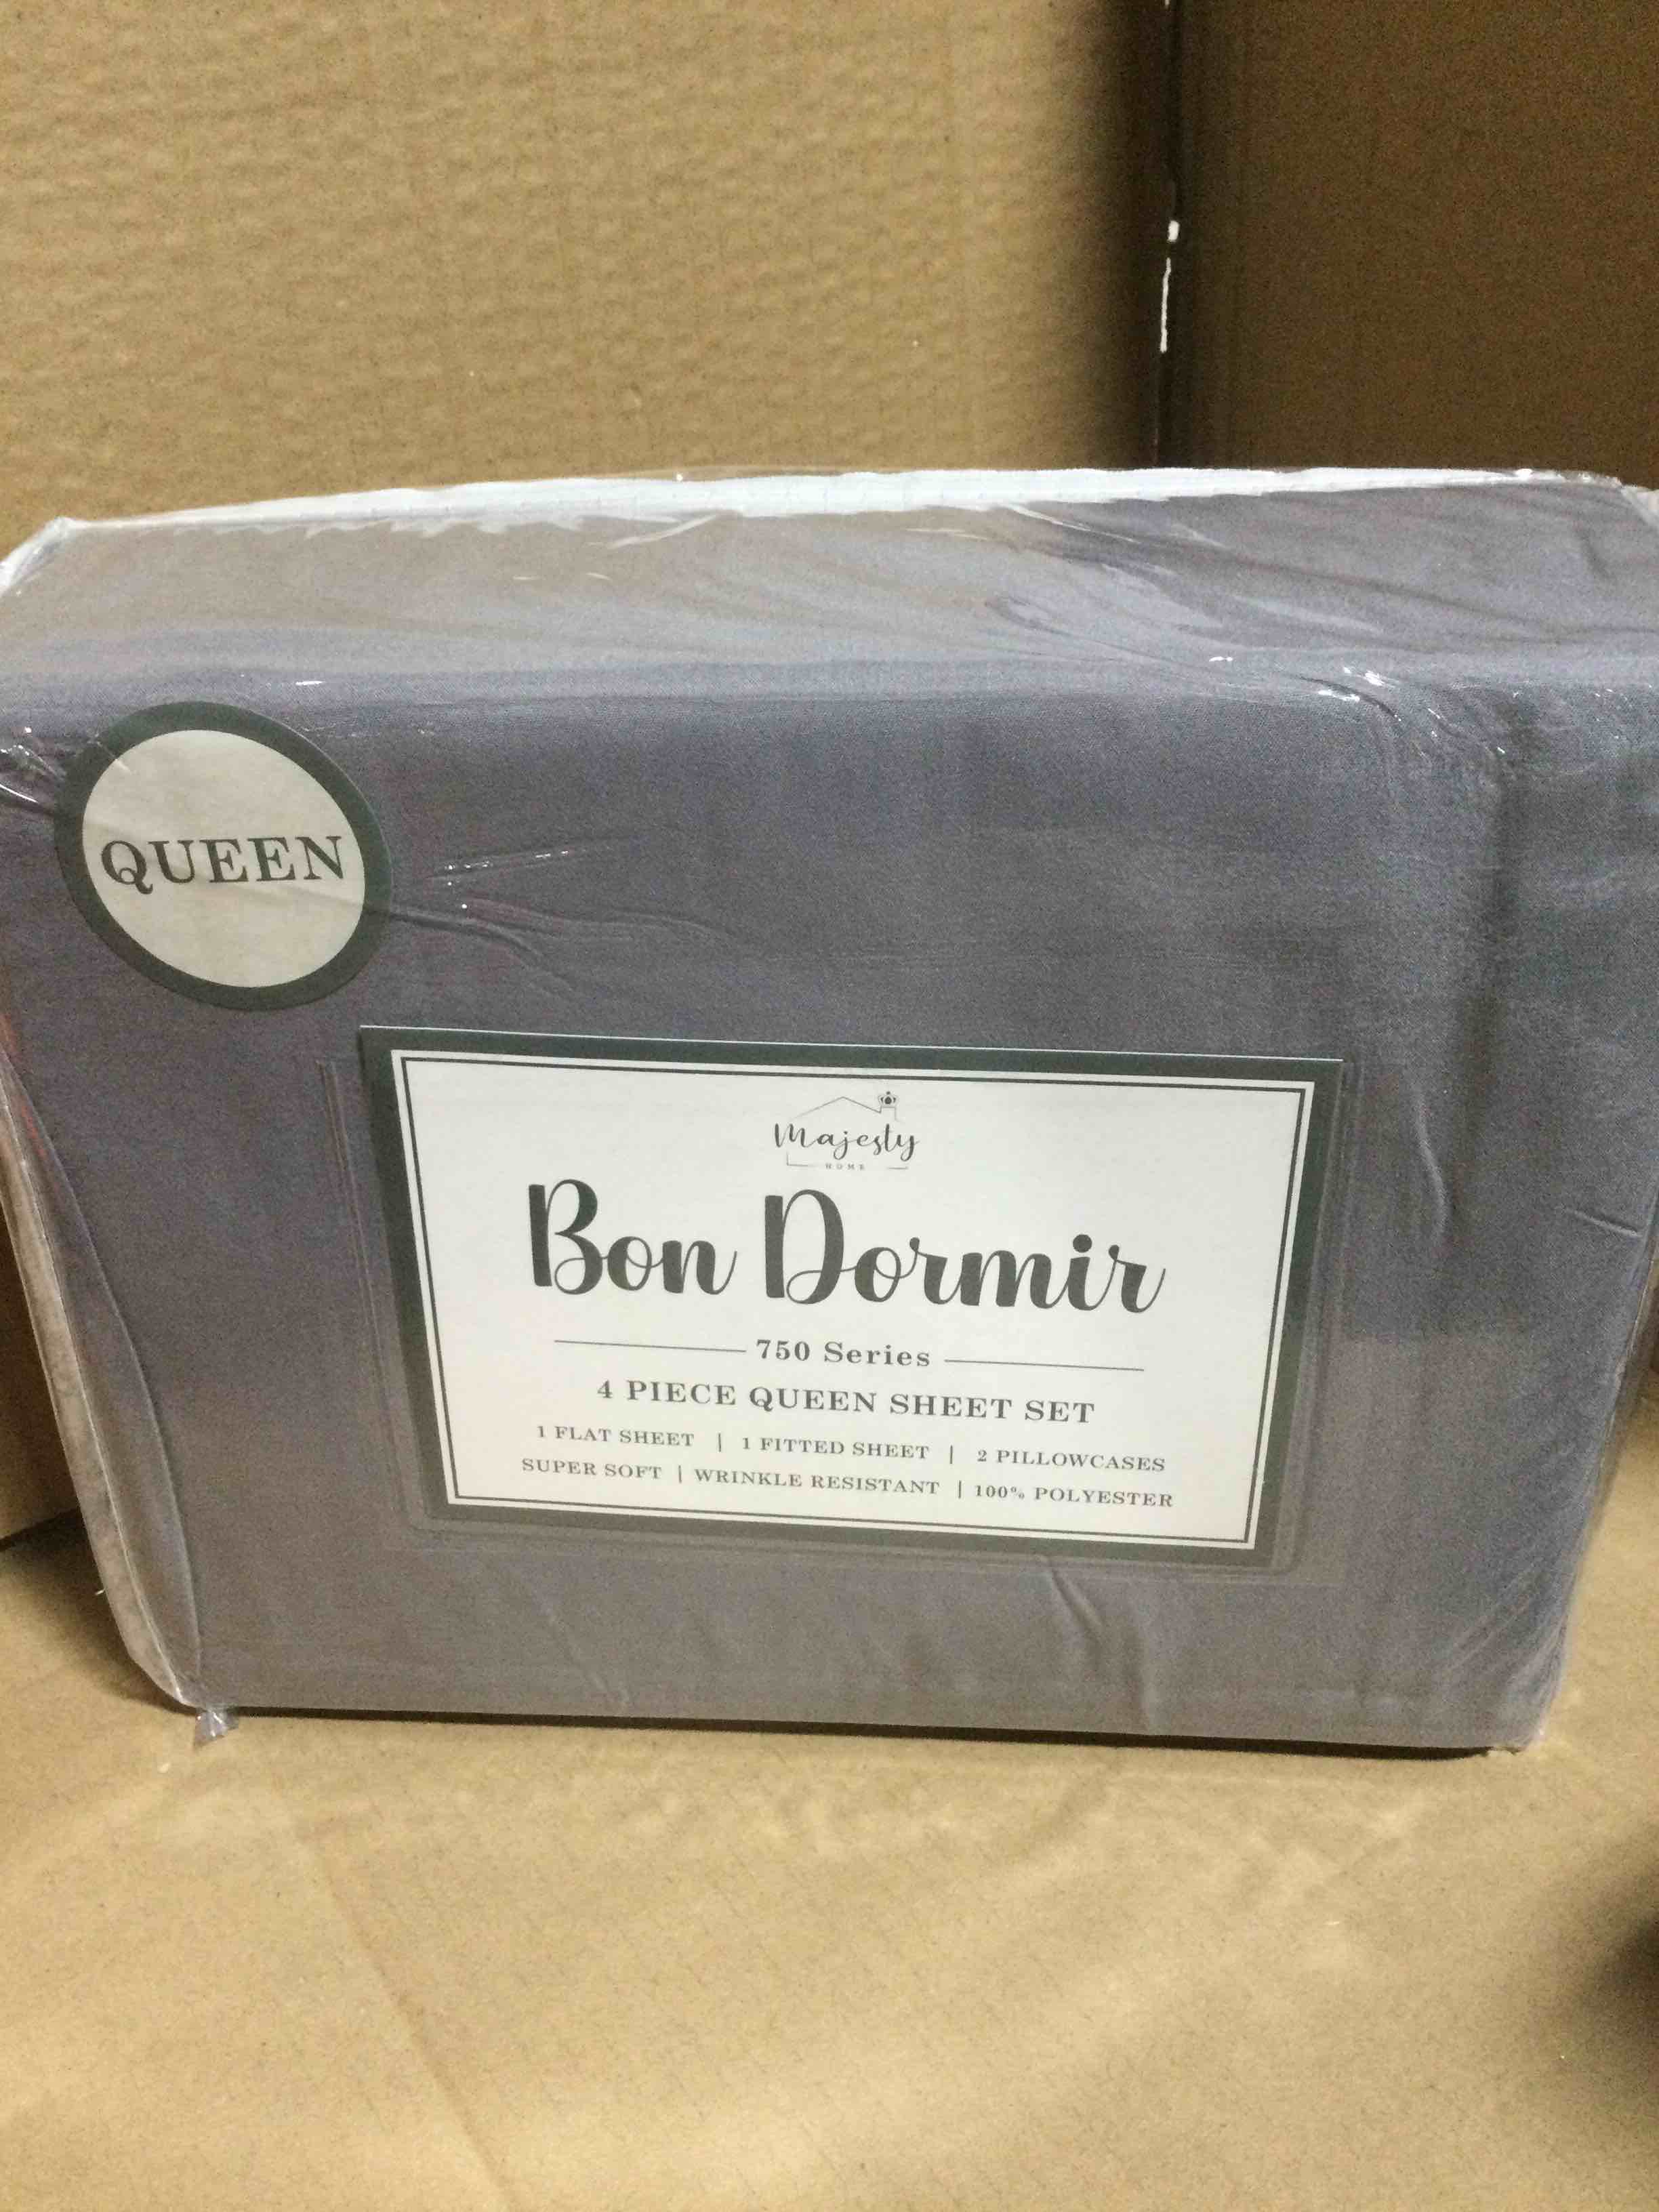 QUEEN
Majesty
HOME
Bon Dormir
750 Series
4 PIECE QUEEN SHEET SET
1 FLAT SHEET | 1 FITTED SHEET | 2 PILLOWCASES
SUPER SOFT | WRINKLE RESISTANT | 100% POLYESTER